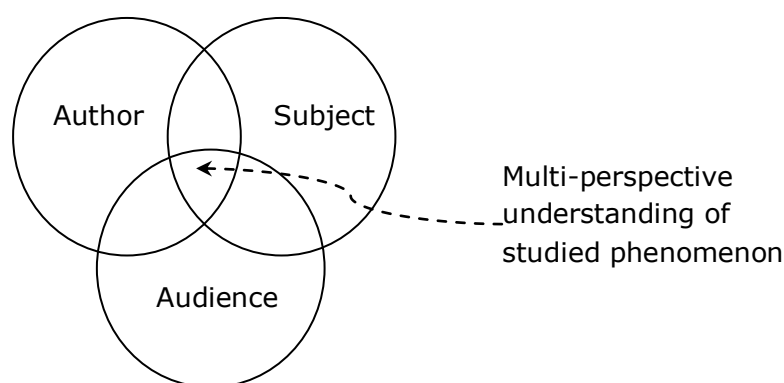 Author
Subject
Multi-perspective
understanding of
studied phenomenon
Audience